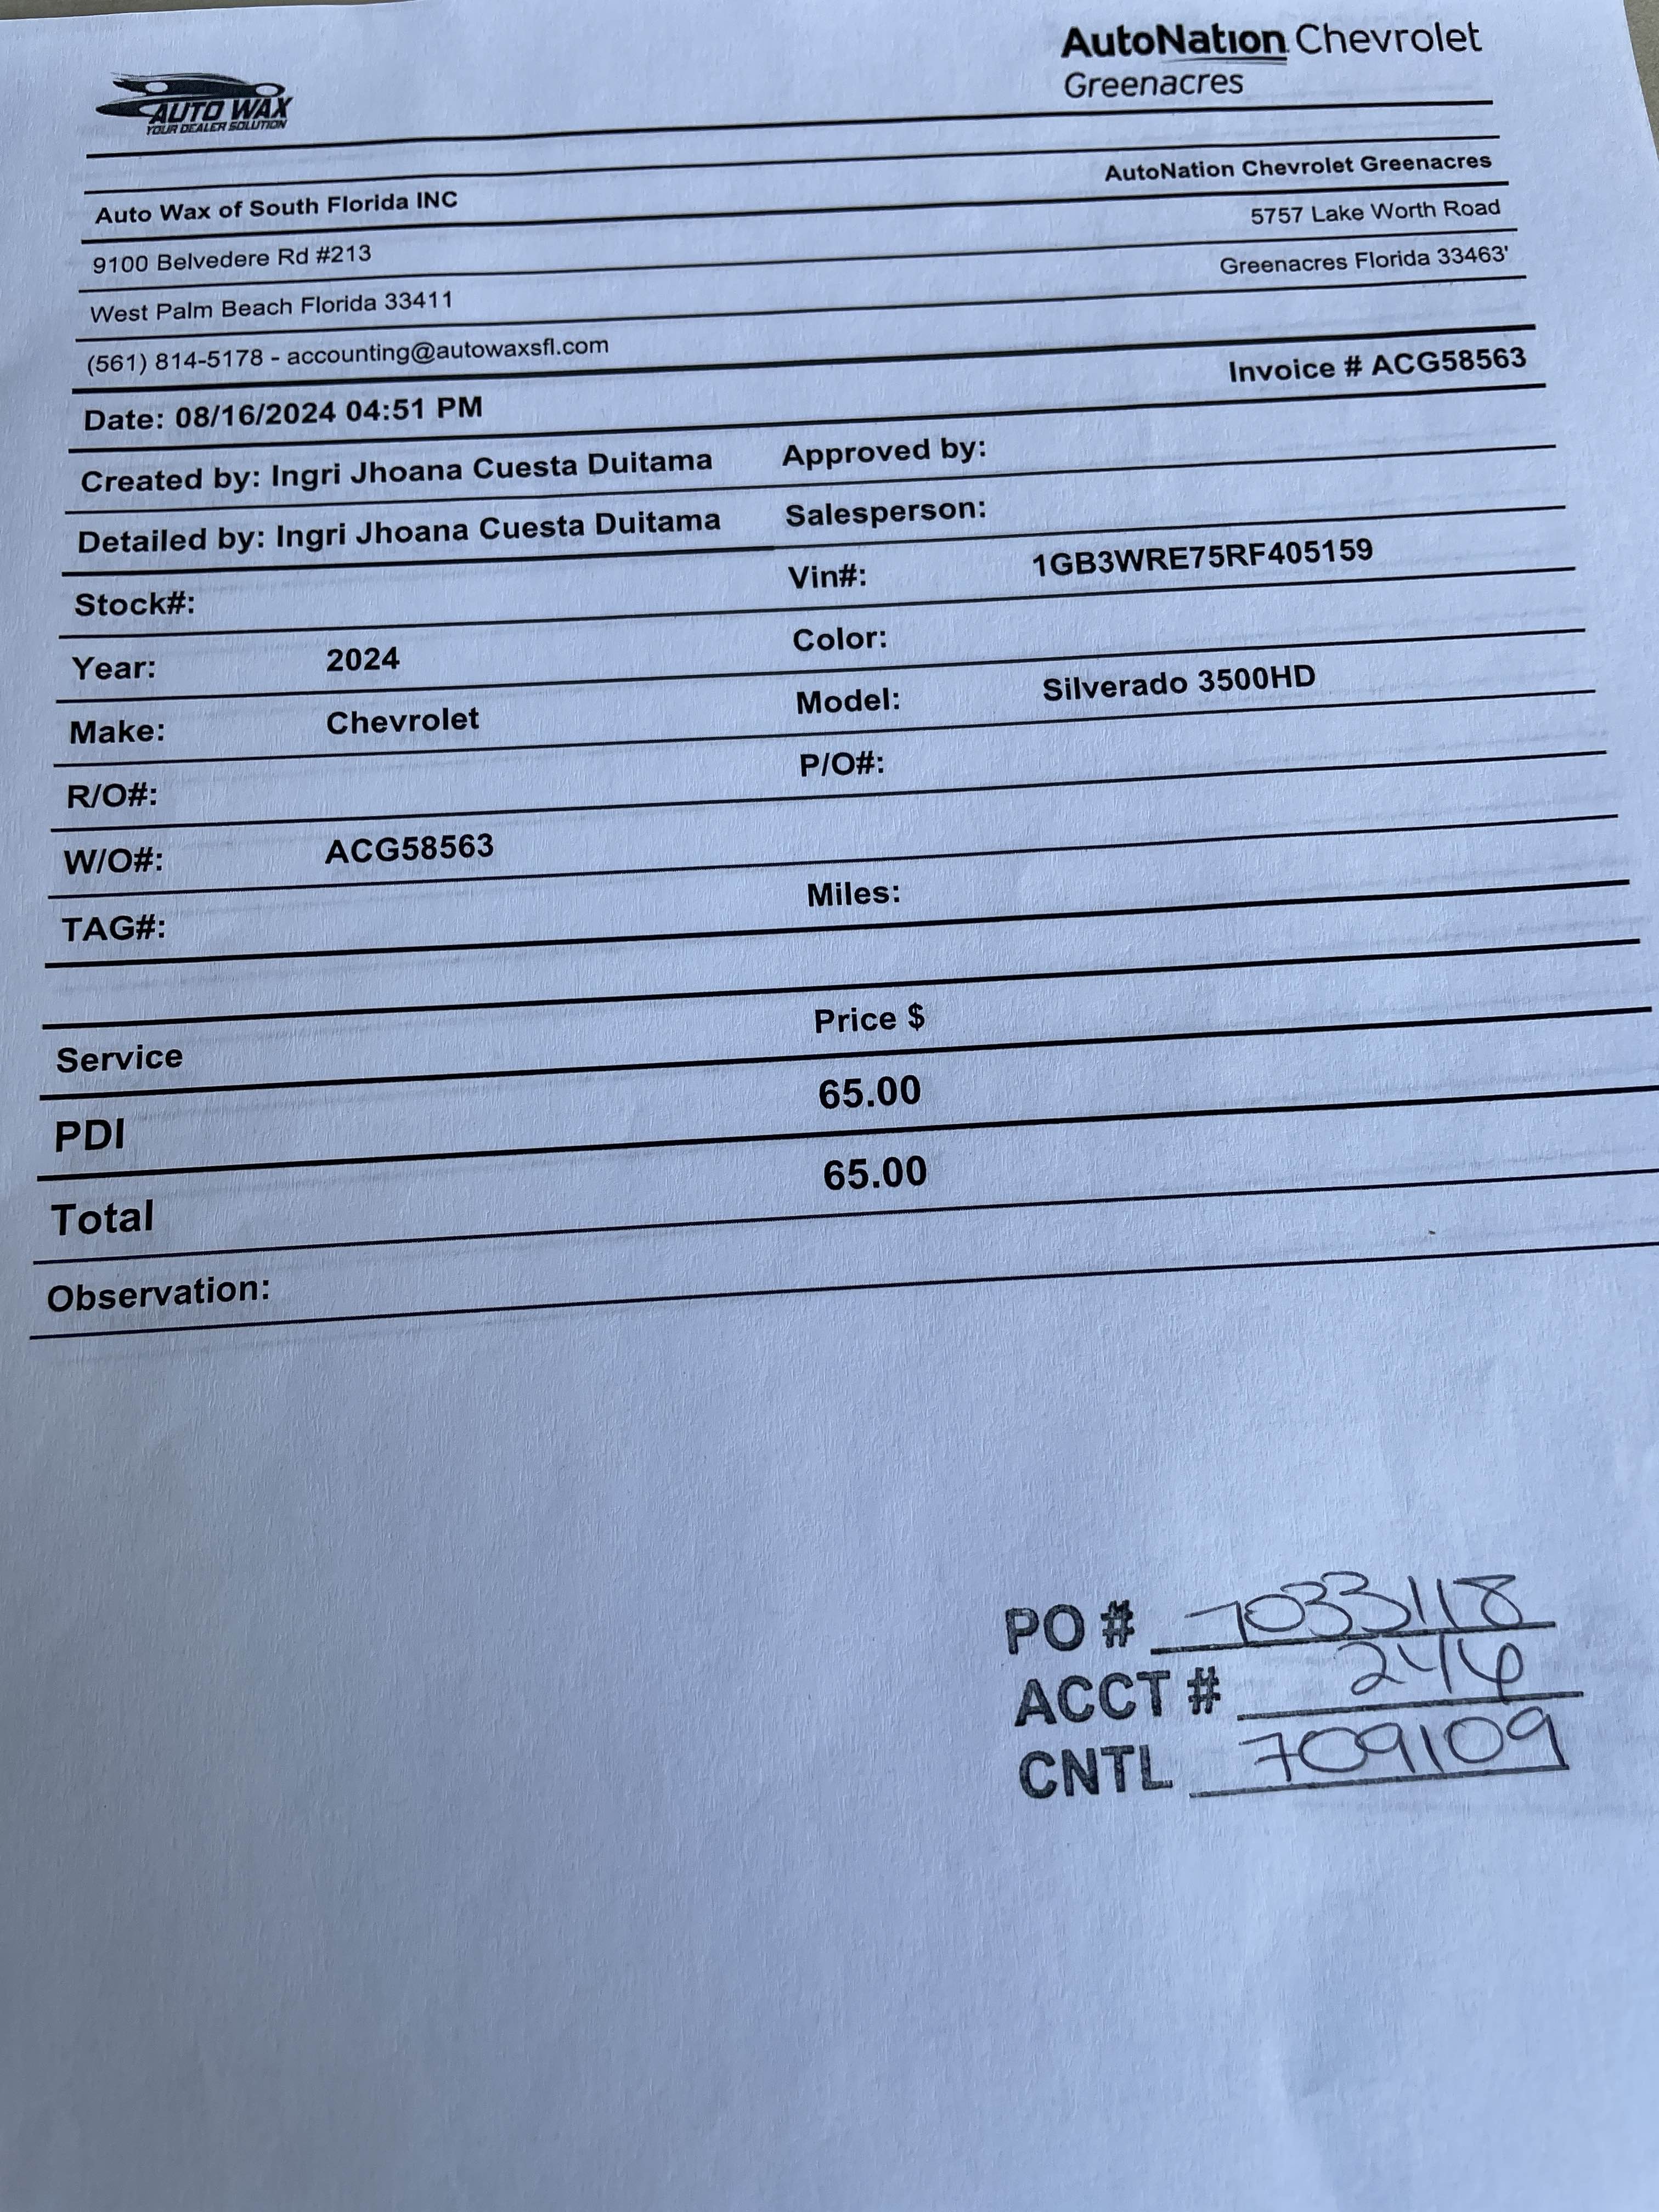 AUTO WAX
YOUR DEALER SOLUTION
AutoNation Chevrolet
Greenacres
Auto Wax of South Florida INC AutoNation Chevrolet Greenacres
9100 Belvedere Rd #213 5757 Lake Worth Road
West Palm Beach Florida 33411 Greenacres Florida 33463'
(561) 814-5178 - accounting@autowaxsfl.com
Date: 08/16/2024 04:51 PM Invoice # ACG58563
Created by: Ingri Jhoana Cuesta Duitama Approved by:
Detailed by: Ingri Jhoana Cuesta Duitama Salesperson:
Stock#: Vin#: 1GB3WRE75RF405159
Year: 2024 Color:
Make: Chevrolet Model: Silverado 3500HD
R/O#: P/O#:
W/O#: ACG58563
TAG#: Miles:
Service Price $
PDI 65.00
Total 65.00
Observation:
PO # 7033118
ACCT # 246
CNTL 709109